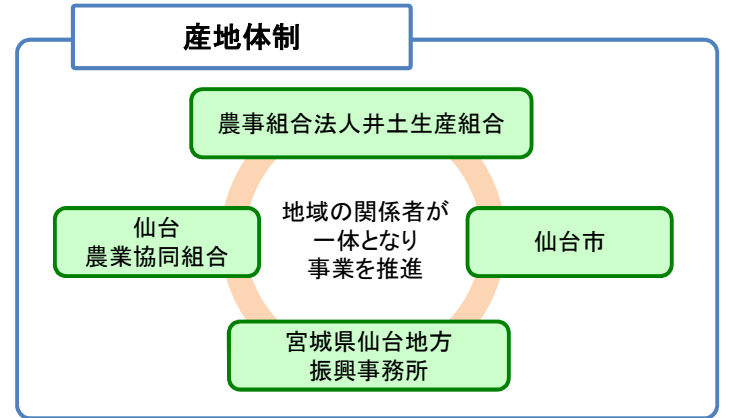 産地体制
農事組合法人井土生産組合
仙台
農業協同組合
地域の関係者が
一体となり
事業を推進
仙台市
宮城県仙台地方
振興事務所